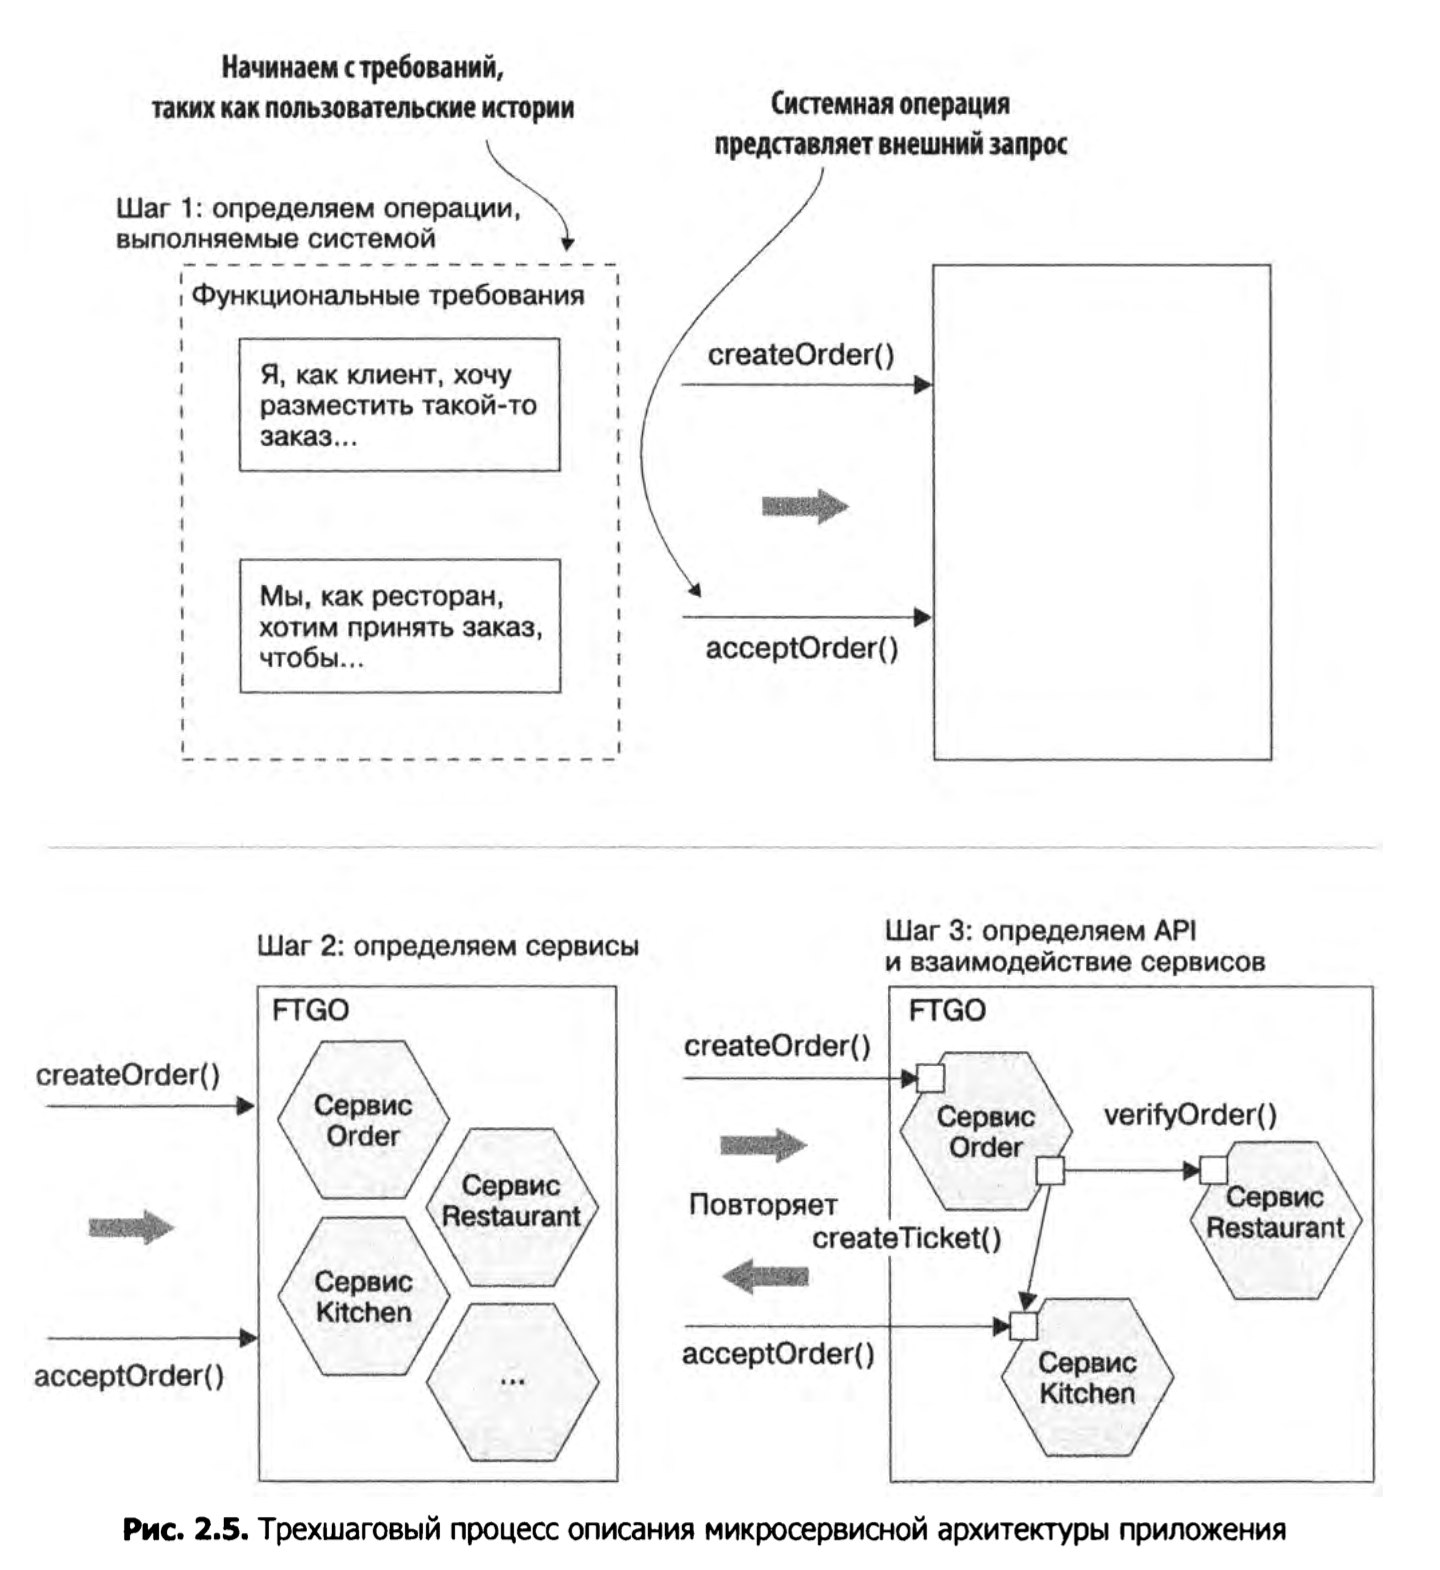 Начинаем с требований,
таких как пользовательские истории
Системная операция
представляет внешний запрос
Шаг 1: определяем операции,
выполняемые системой
Функциональные требования
Я, как клиент, хочу
разместить такой-то
заказ...
createOrder()
Мы, как ресторан,
хотим принять заказ,
чтобы...
acceptOrder()
Шаг 2: определяем сервисы
FTGO
createOrder()
Сервис
Order
Сервис
Restaurant
Сервис
Kitchen
acceptOrder()
...
Шаг 3: определяем API
и взаимодействие сервисов
FTGO
createOrder()
Сервис
Order
verifyOrder()
Повторяет
Сервис
Restaurant
createTicket()
acceptOrder()
Сервис
Kitchen
Рис. 2.5. Трехшаговый процесс описания микросервисной архитектуры приложения